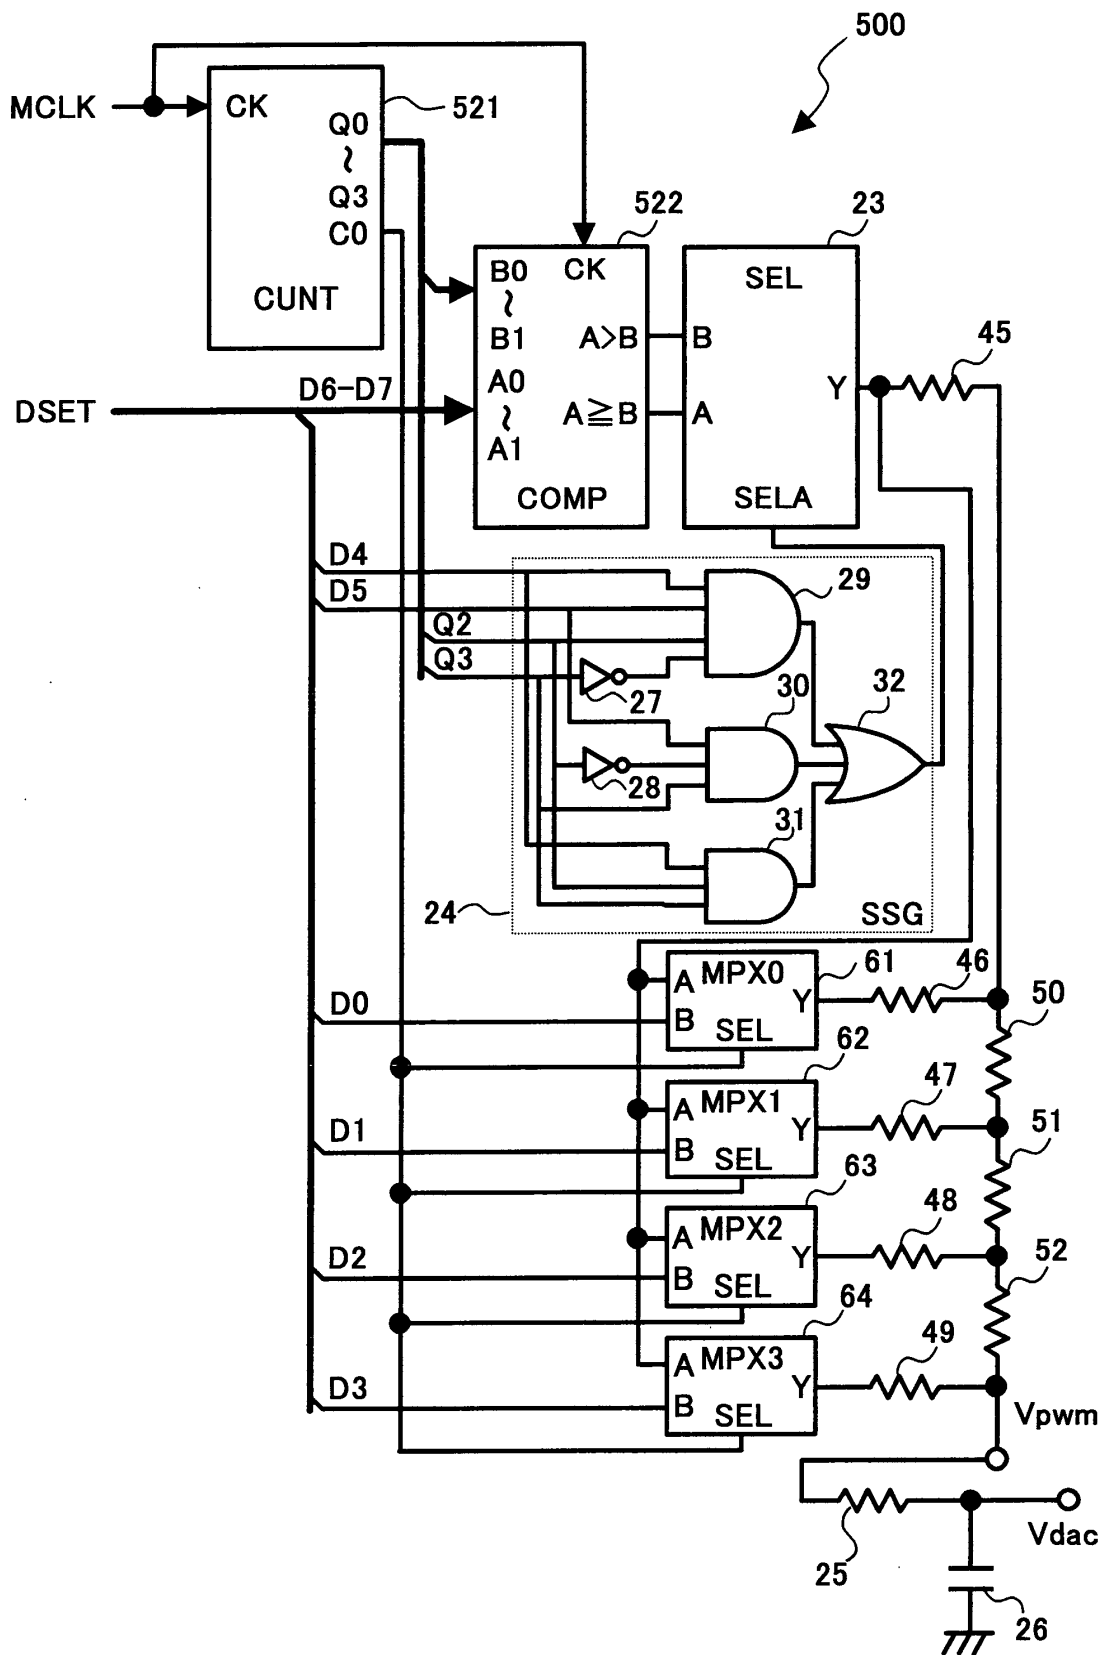 500
MCLK
CK
Q0
~
Q3
C0
CUNT
521
522
23
B0
~
B1
CK
A>B
A0
~
A1
A≧B
COMP
SEL
B
A
Y
SELA
45
DSET
D6-D7
D4
D5
Q2
Q3
29
27
30
32
28
31
24
SSG
A
MPX0
B
Y
SEL
61
46
50
D0
62
A
MPX1
B
Y
SEL
47
51
D1
63
A
MPX2
B
Y
SEL
48
52
D2
64
A
MPX3
B
Y
SEL
49
D3
Vpwm
25
Vdac
26